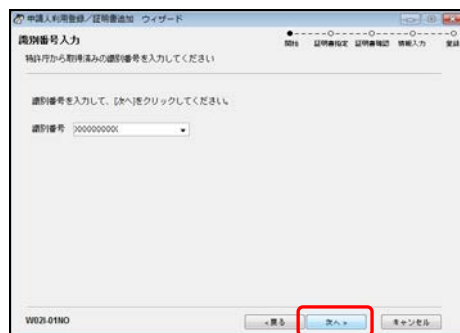 申請人利用登録／証明書追加　ウィザード
識別番号入力
開始 証明書指定 証明書確認 情報入力 登録
特許庁から取得済みの識別番号を入力してください
識別番号を入力して、[次へ]をクリックしてください。
識別番号 XXXXXXXXX
W02I-01NO
«戻る 次へ» キャンセル